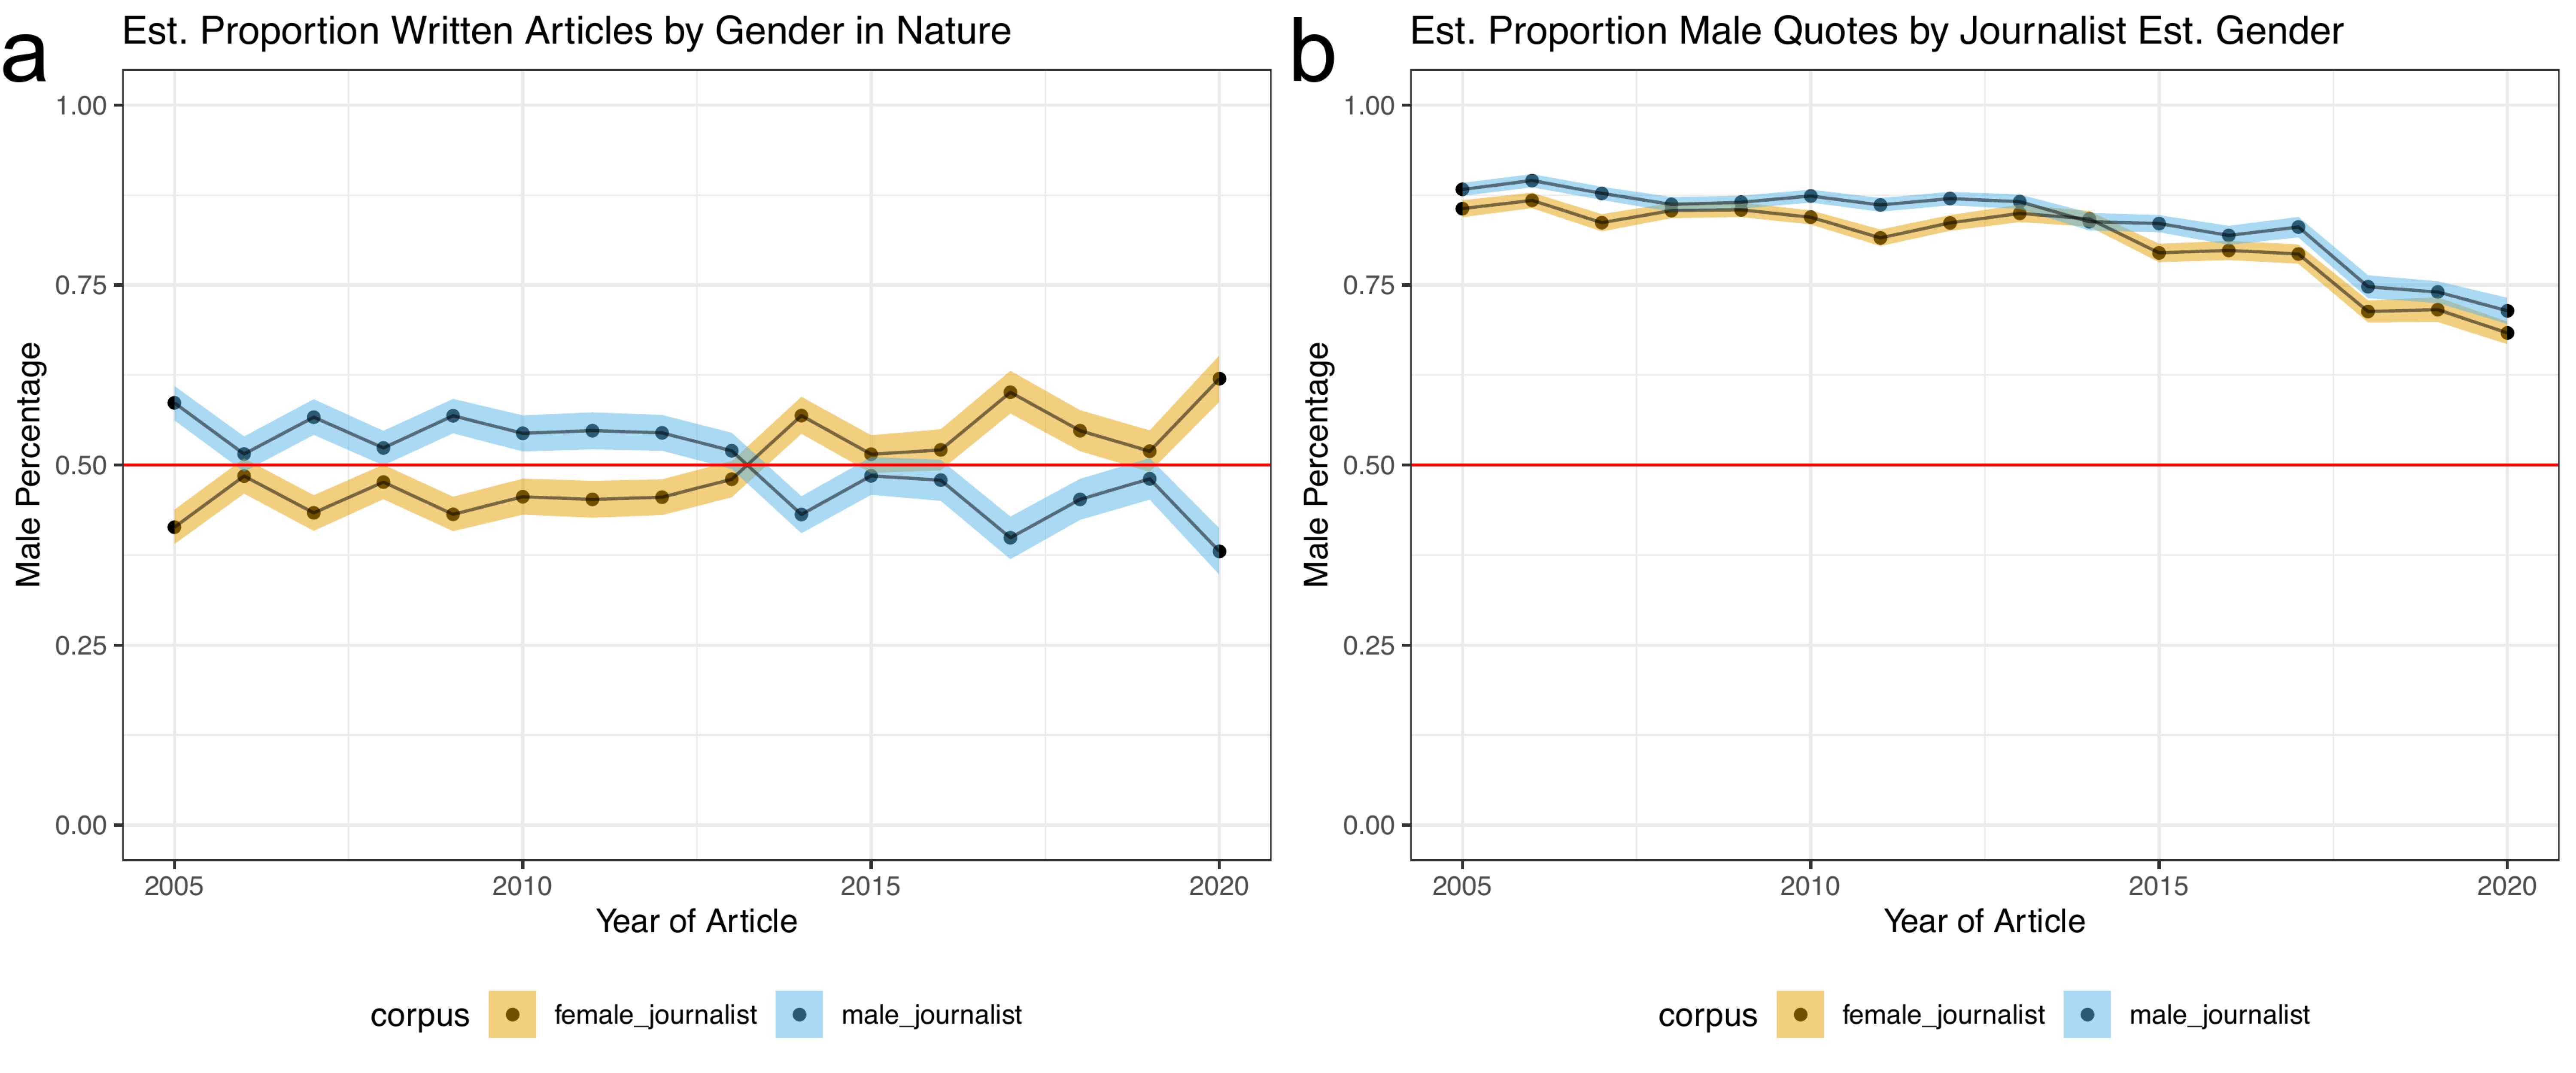 a
Est. Proportion Written Articles by Gender in Nature
1.00
0.75
0.50
0.25
0.00
Male Percentage
2005 2010 2015 2020
Year of Article
corpus female_journalist male_journalist
b
Est. Proportion Male Quotes by Journalist Est. Gender
1.00
0.75
0.50
0.25
0.00
Male Percentage
2005 2010 2015 2020
Year of Article
corpus female_journalist male_journalist